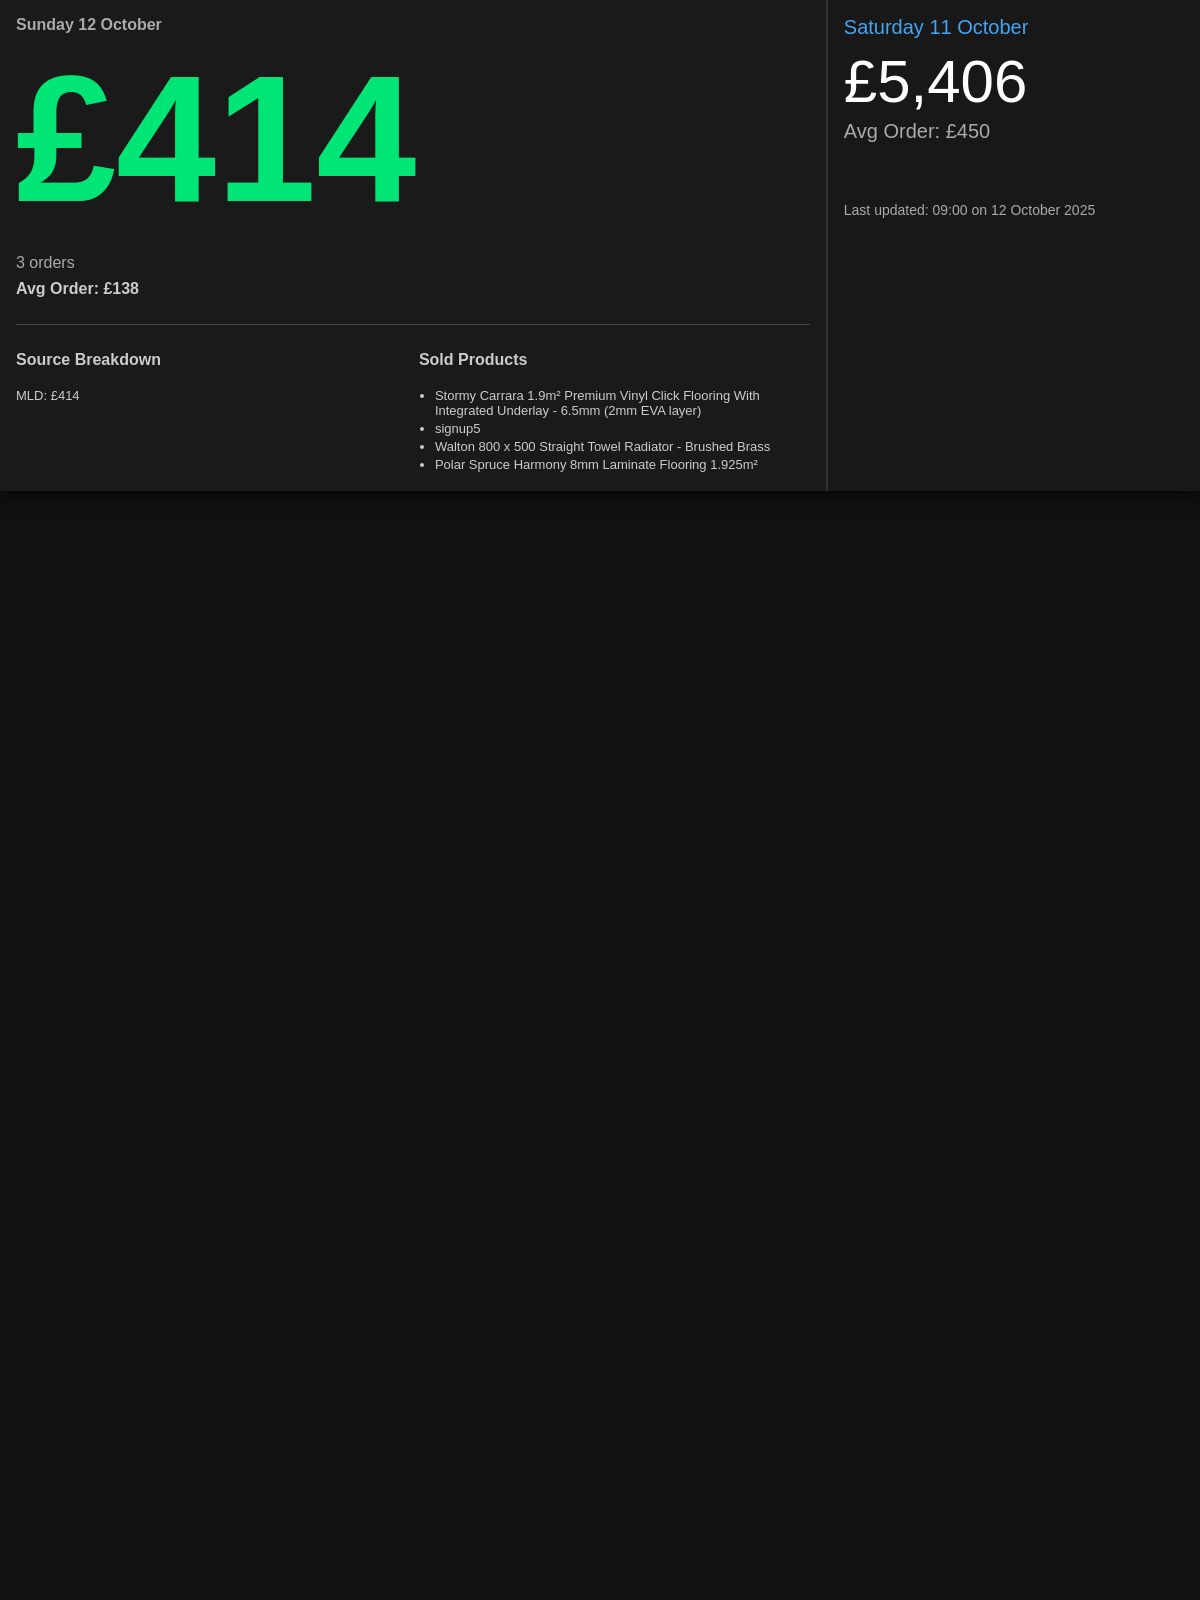 Sunday 12 October
£414
3 orders
Avg Order: £138
Source Breakdown
MLD: £414
Sold Products
• Stormy Carrara 1.9m² Premium Vinyl Click Flooring With
Integrated Underlay - 6.5mm (2mm EVA layer)
• signup5
• Walton 800 x 500 Straight Towel Radiator - Brushed Brass
• Polar Spruce Harmony 8mm Laminate Flooring 1.925m²
Saturday 11 October
£5,406
Avg Order: £450
Last updated: 09:00 on 12 October 2025